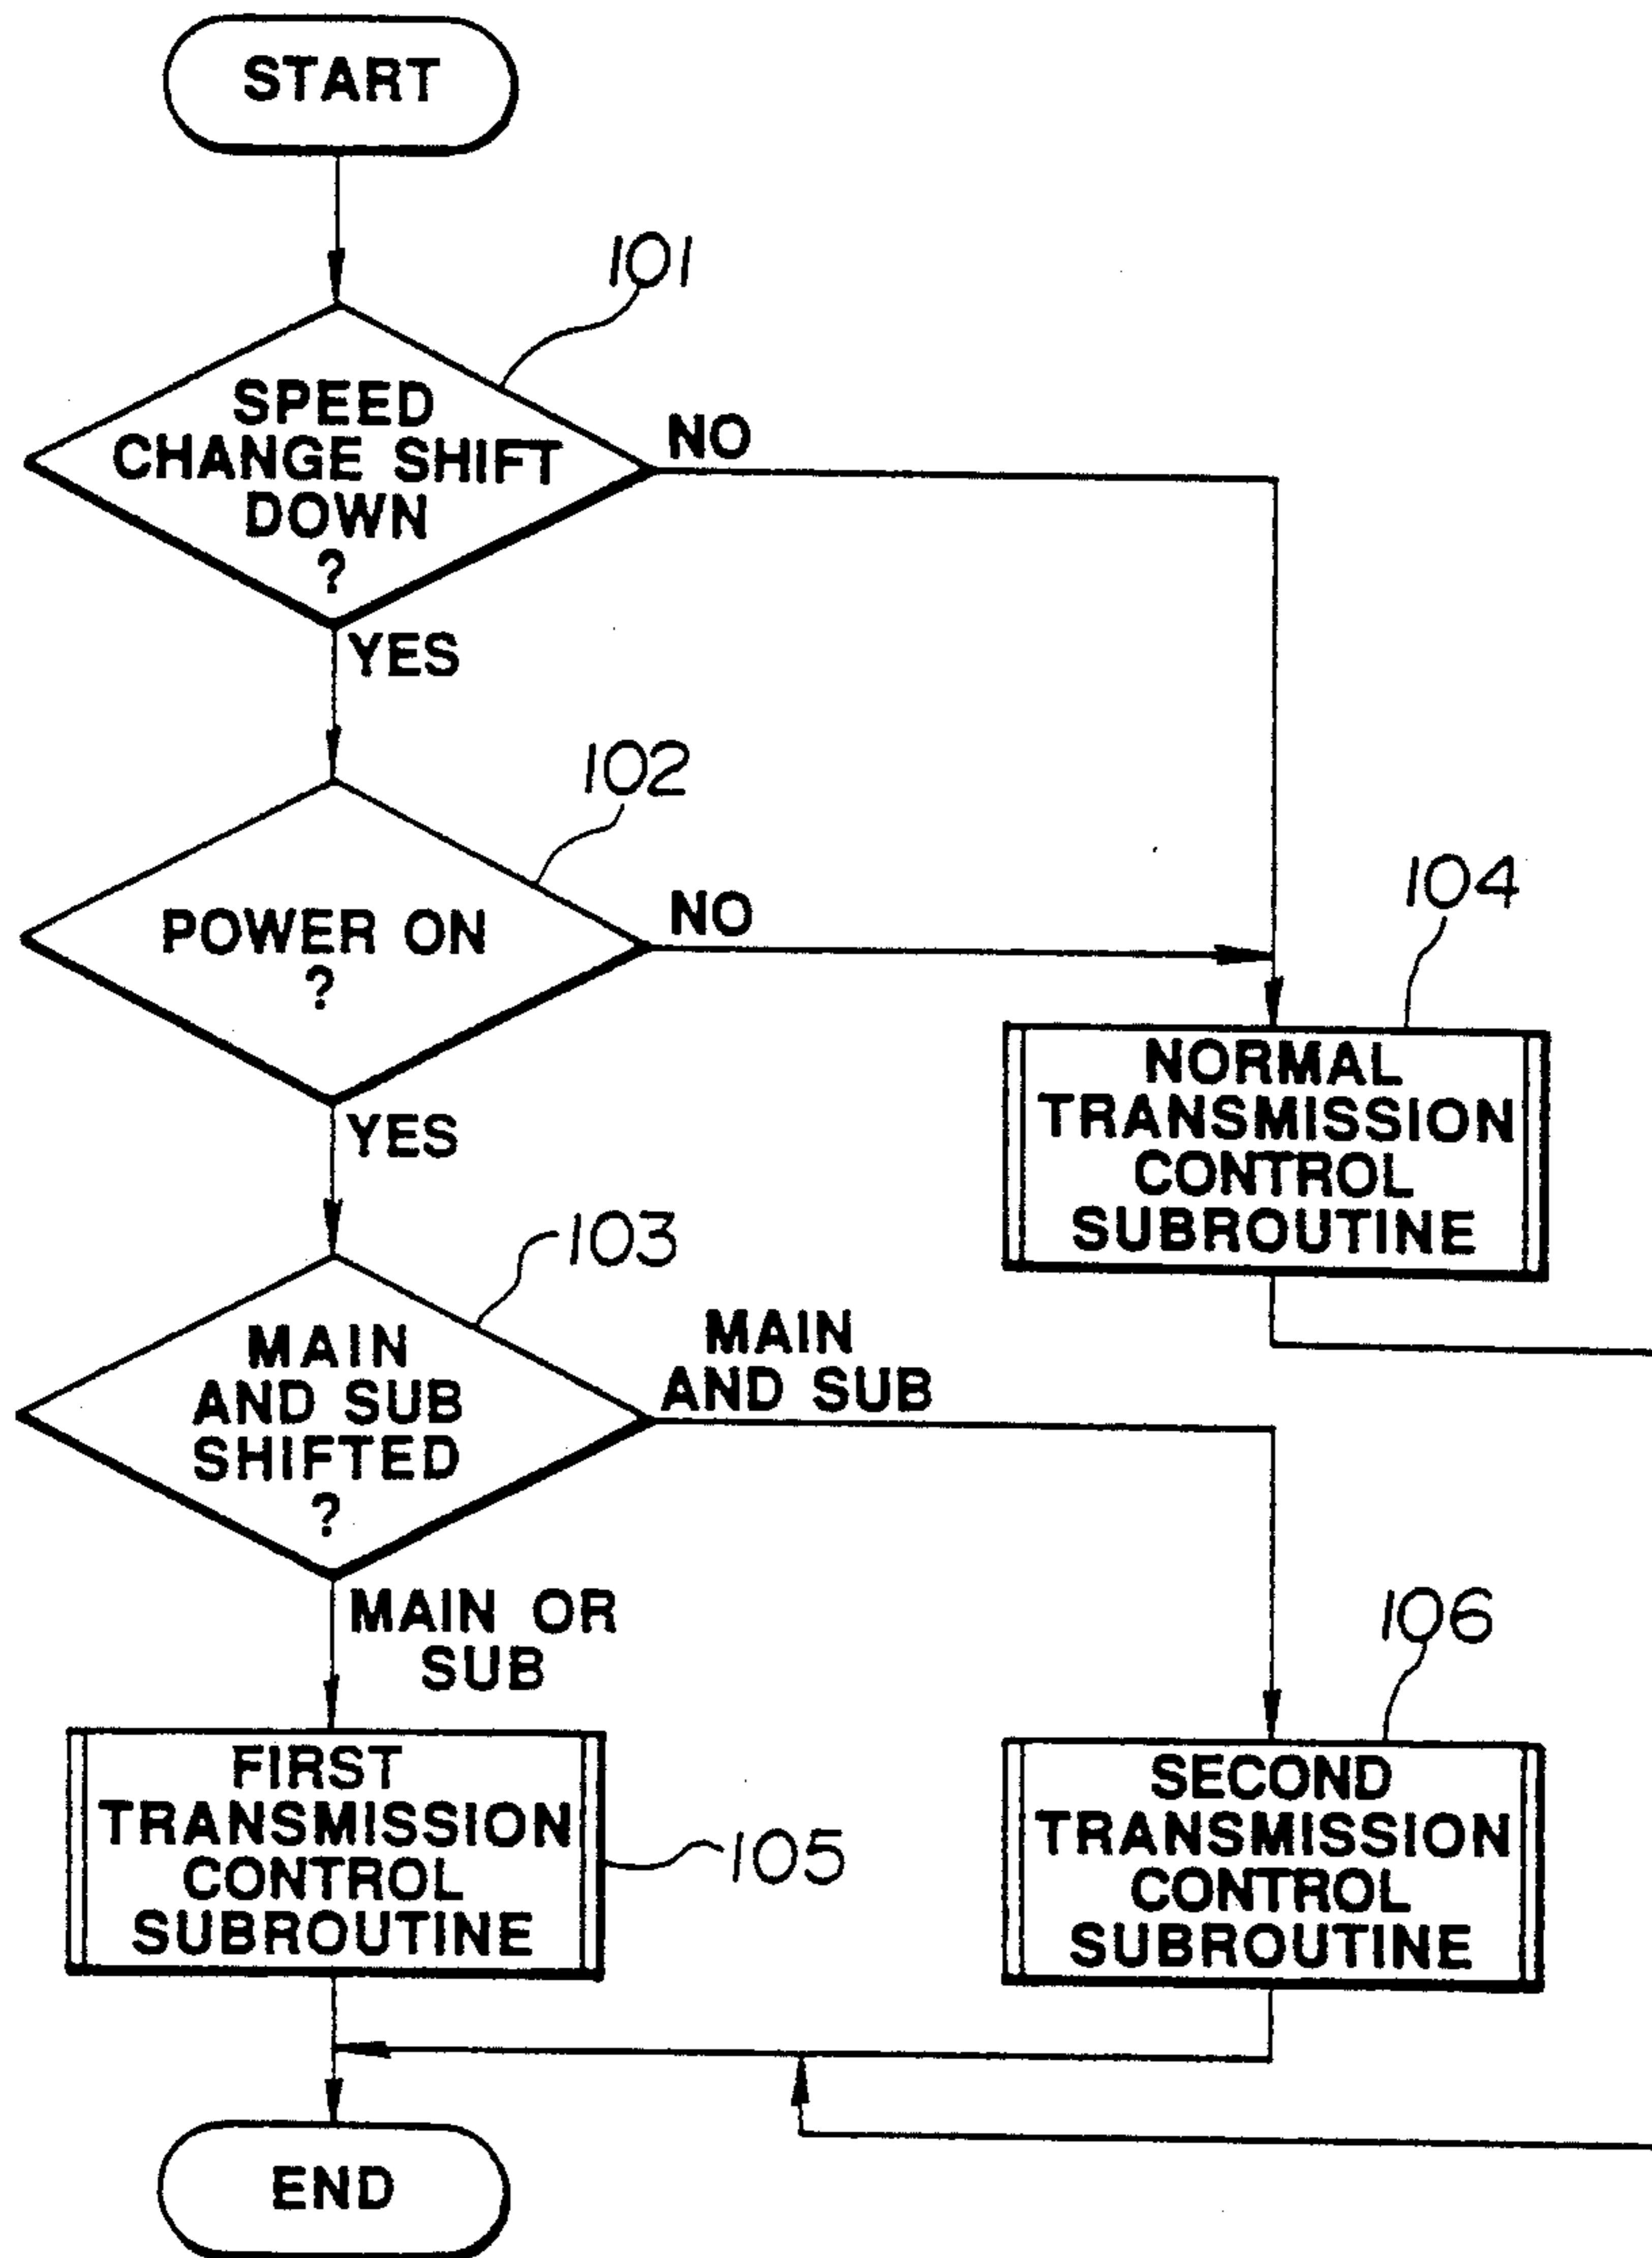 START
101
SPEED
CHANGE SHIFT
DOWN
?
NO
YES
102
POWER ON
?
NO
YES
104
NORMAL
TRANSMISSION
CONTROL
SUBROUTINE
103
MAIN
AND SUB
SHIFTED
?
MAIN
AND SUB
MAIN OR
SUB
106
FIRST
TRANSMISSION
CONTROL
SUBROUTINE
105
SECOND
TRANSMISSION
CONTROL
SUBROUTINE
END